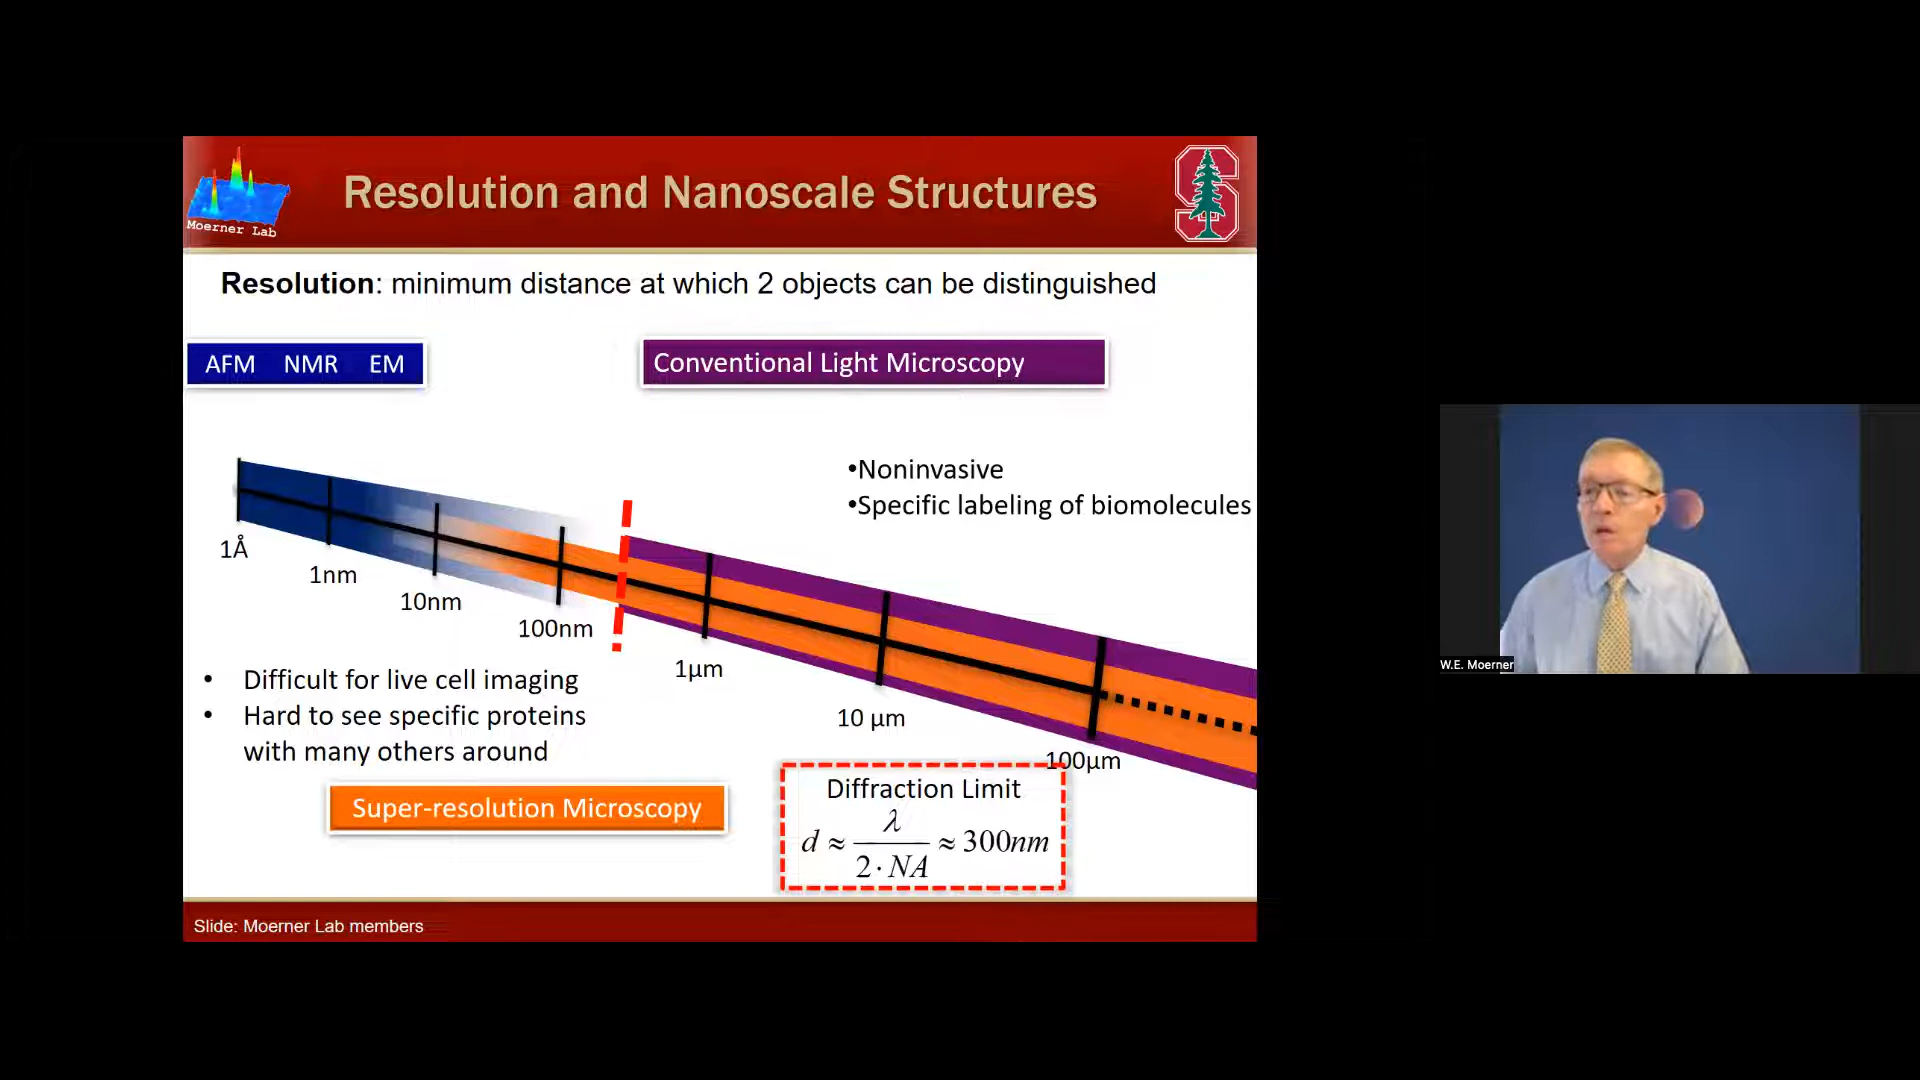 Moerner Lab
Resolution and Nanoscale Structures
S
Resolution: minimum distance at which 2 objects can be distinguished
AFM NMR EM
Conventional Light Microscopy
•Noninvasive
•Specific labeling of biomolecules
1Å
1nm
10nm
100nm
1µm
10 µm
100µm
• Difficult for live cell imaging
• Hard to see specific proteins
with many others around
Super-resolution Microscopy
Diffraction Limit
d ≈ λ / 2 · NA ≈ 300nm
Slide: Moerner Lab members
W.E. Moerner